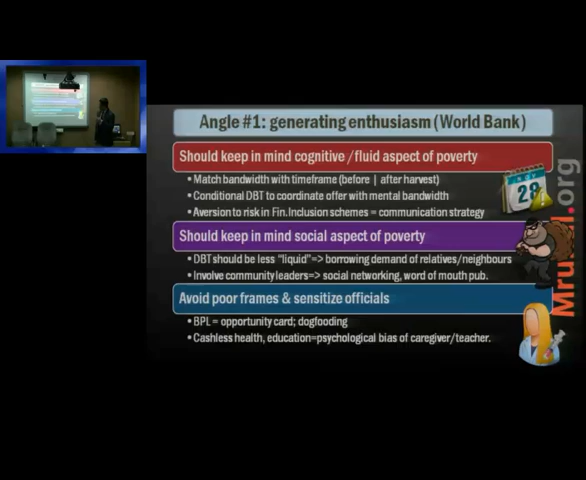 Angle #1: generating enthusiasm (World Bank)
Should keep in mind cognitive /fluid aspect of poverty
• Match bandwidth with timeframe (before | after harvest)
• Conditional DBT to coordinate offer with mental bandwidth
• Aversion to risk in Fin.Inclusion schemes = communication strategy
28
Should keep in mind social aspect of poverty
• DBT should be less "liquid"=> borrowing demand of relatives/neighbours
• Involve community leaders=> social networking, word of mouth pub.
Avoid poor frames & sensitize officials
• BPL = opportunity card; dogfooding
• Cashless health, education=psychological bias of caregiver/teacher.
Mrunal.org